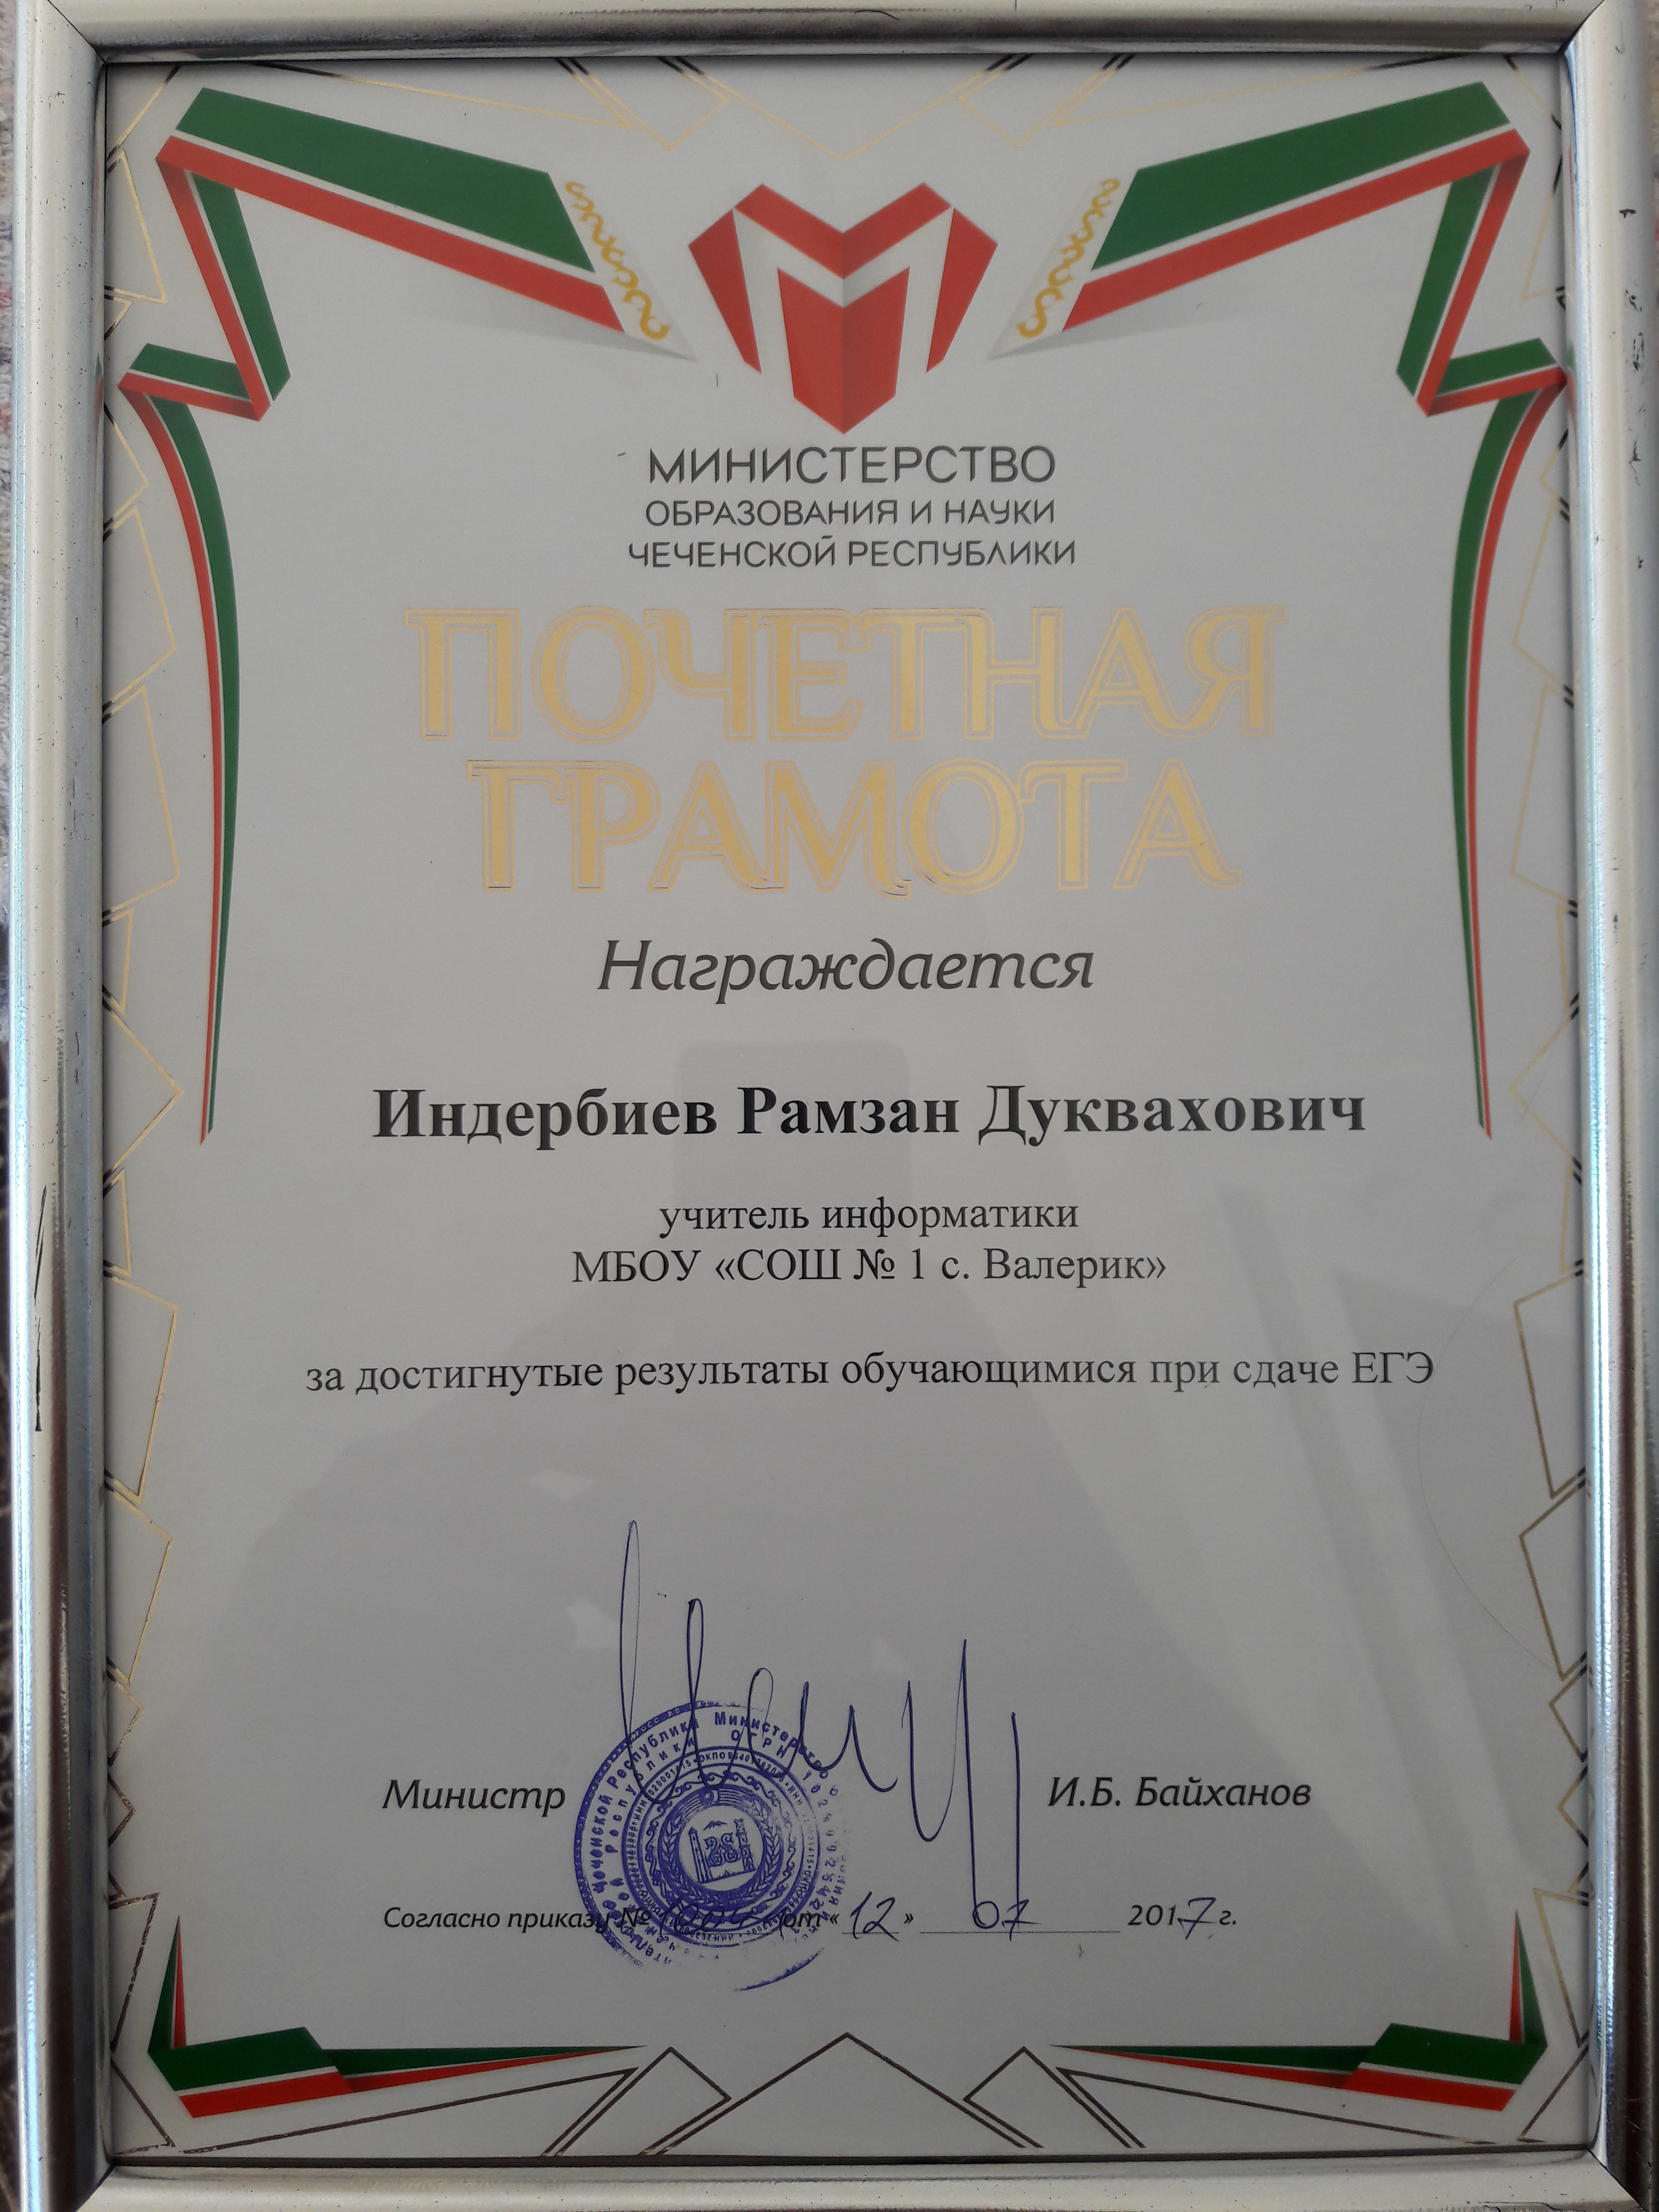 МИНИСТЕРСТВО
ОБРАЗОВАНИЯ И НАУКИ
ЧЕЧЕНСКОЙ РЕСПУБЛИКИ
ПОЧЕТНАЯ
ГРАМОТА
Награждается
Индербиев Рамзан Дуквахович
учитель информатики
МБОУ «СОШ № 1 с. Валерик»
за достигнутые результаты обучающимися при сдаче ЕГЭ
Министр И.Б. Байханов
Согласно приказу № от «12» 07 2017 г.